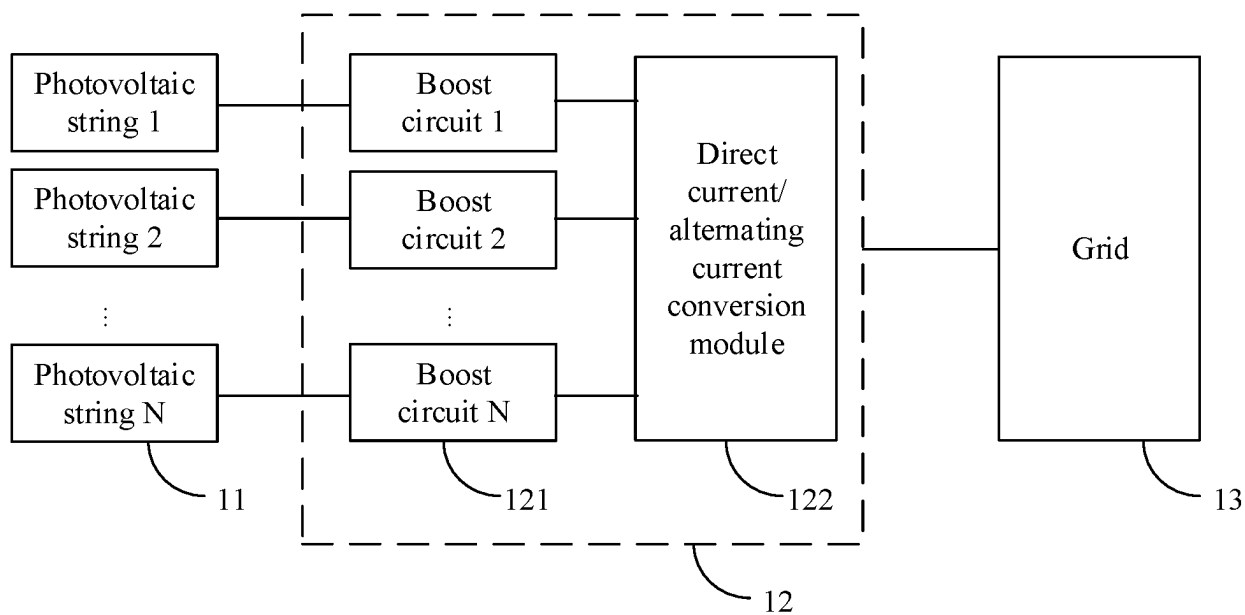 Photovoltaic
string 1
Boost
circuit 1
Photovoltaic
string 2
Boost
circuit 2
Direct
current/
alternating
current
conversion
module
Grid
⋮
⋮
Photovoltaic
string N
Boost
circuit N
11
121
122
13
12